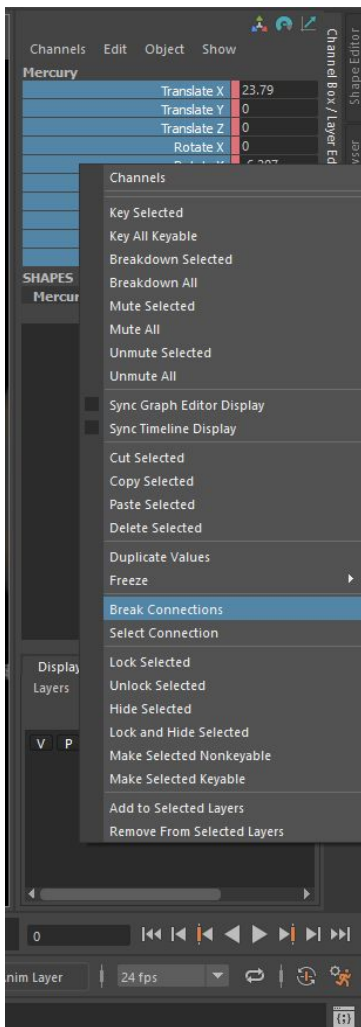 Channels Edit Object Show
Mercury
Translate X 23.79
Translate Y 0
Translate Z 0
Rotate X 0
Channels
Key Selected
Key All Keyable
Breakdown Selected
Breakdown All
Mute Selected
Mute All
Unmute Selected
Unmute All
Sync Graph Editor Display
Sync Timeline Display
Cut Selected
Copy Selected
Paste Selected
Delete Selected
Duplicate Values
Freeze
Break Connections
Select Connection
Lock Selected
Unlock Selected
Hide Selected
Lock and Hide Selected
Make Selected Nonkeyable
Make Selected Keyable
Add to Selected Layers
Remove From Selected Layers
SHAPES
Mercur
Display
Layers
V P
0
Anim Layer 24 fps
Channel Box / Layer Ed
Shape Editor